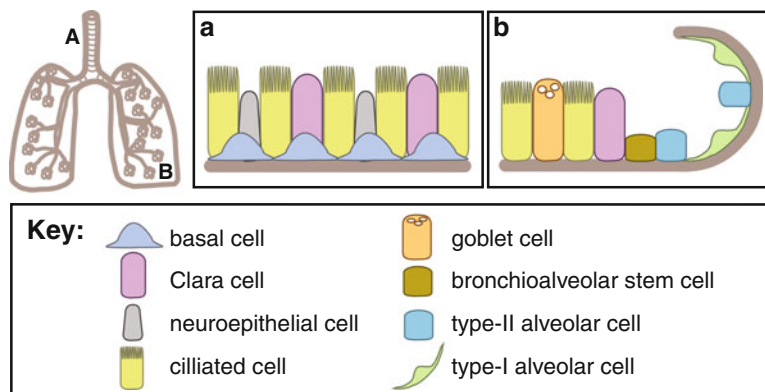 A
B
a
b
Key:
basal cell
Clara cell
neuroepithelial cell
cilliated cell
goblet cell
bronchioalveolar stem cell
type-II alveolar cell
type-I alveolar cell